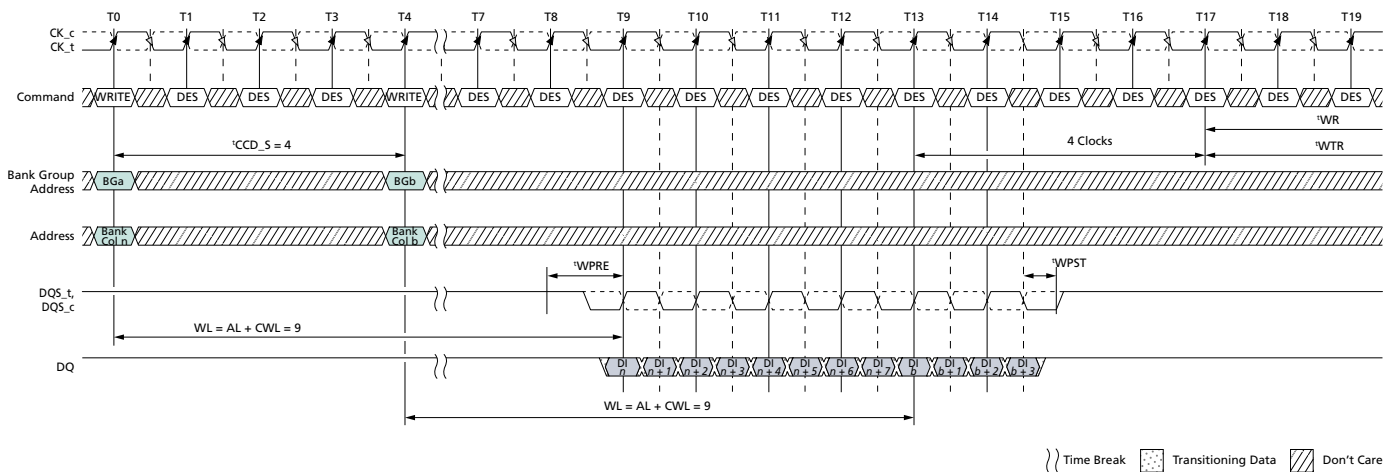 T0 T1 T2 T3 T4 T7 T8 T9 T10 T11 T12 T13 T14 T15 T16 T17 T18 T19
CK_c
CK_t
Command WRITE DES DES DES WRITE DES DES DES DES DES DES DES DES DES DES DES DES DES
tWR
tCCD_S = 4 4 Clocks tWTR
Bank Group
Address BGa BGb
Address Bank
Col n Bank
Col b
tWPRE tWPST
DQS_t,
DQS_c
WL = AL + CWL = 9
DQ DI
n DI
n + 1 DI
n + 2 DI
n + 3 DI
n + 4 DI
n + 5 DI
n + 6 DI
n + 7 DI
b DI
b + 1 DI
b + 2 DI
b + 3
WL = AL + CWL = 9
Time Break Transitioning Data Don't Care